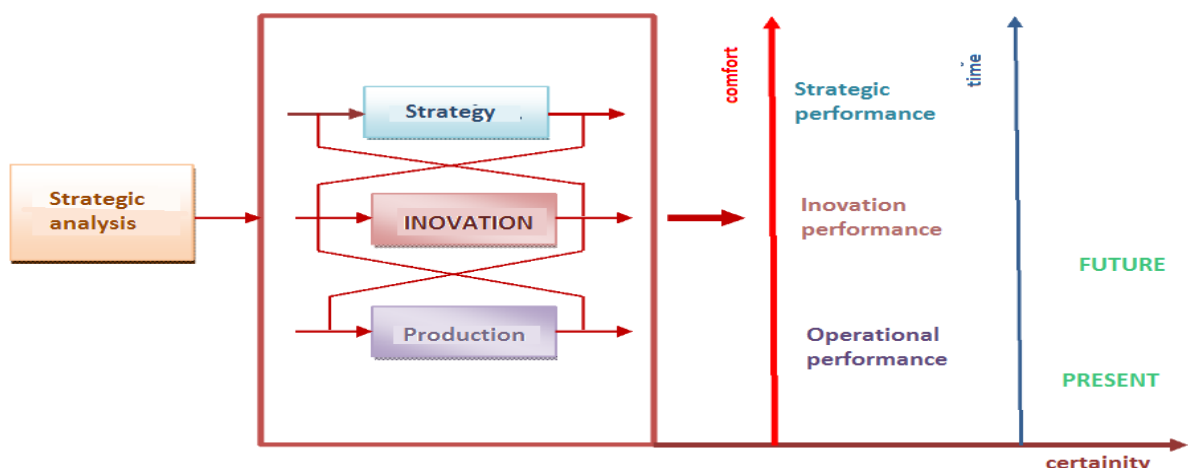 Strategic
analysis
Strategy .
INOVATION
Production
comfort
Strategic
performance
Inovation
performance
Operational
performance
time
FUTURE
PRESENT
certainity